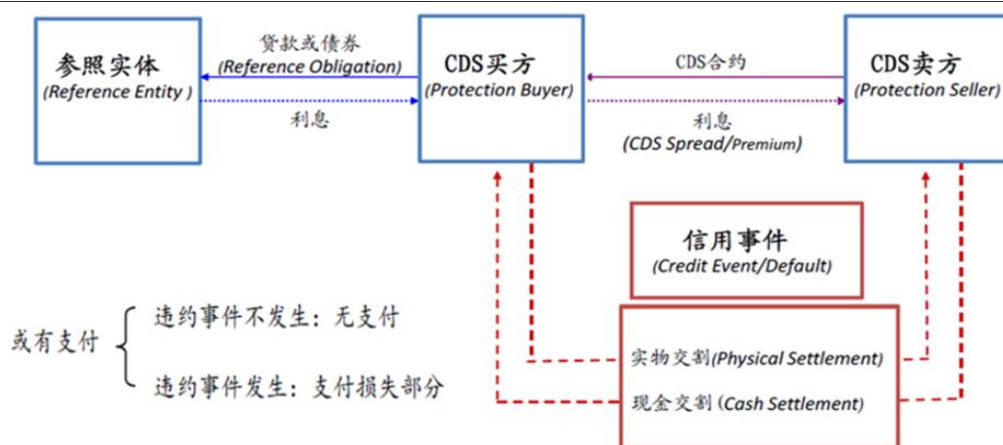 参照实体
(Reference Entity )
贷款或债券
(Reference Obligation)
利息
CDS买方
(Protection Buyer)
CDS合约
利息
(CDS Spread/Premium)
CDS卖方
(Protection Seller)
信用事件
(Credit Event/Default)
或有支付
违约事件不发生：无支付
违约事件发生：支付损失部分
实物交割(Physical Settlement)
现金交割(Cash Settlement)